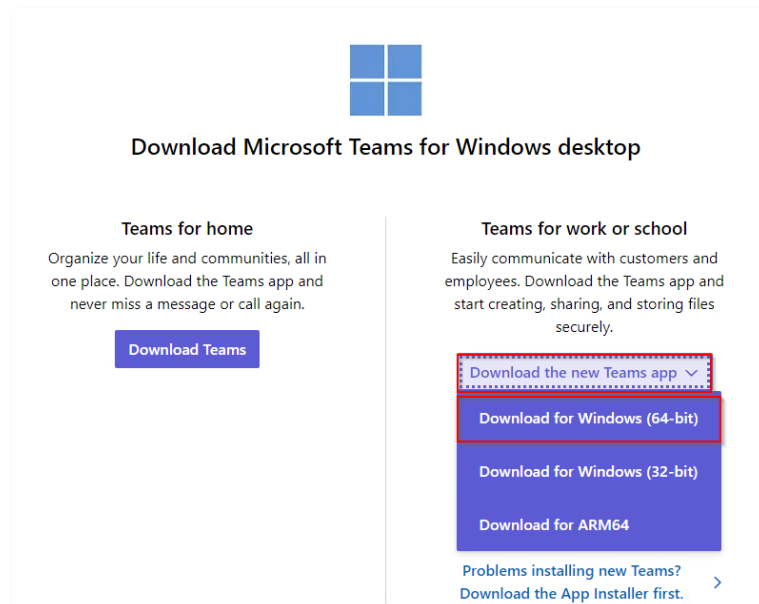 Download Microsoft Teams for Windows desktop
Teams for home
Organize your life and communities, all in
one place. Download the Teams app and
never miss a message or call again.
Download Teams
Teams for work or school
Easily communicate with customers and
employees. Download the Teams app and
start creating, sharing, and storing files
securely.
Download the new Teams app
Download for Windows (64-bit)
Download for Windows (32-bit)
Download for ARM64
Problems installing new Teams?
Download the App Installer first.